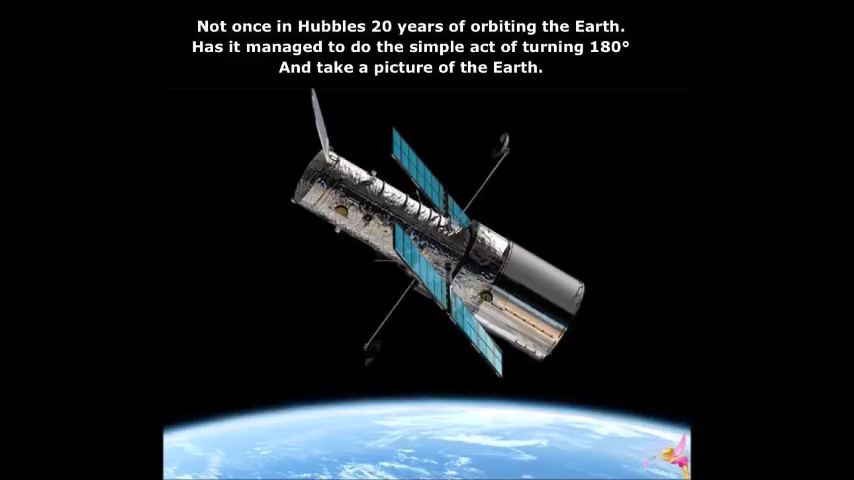 Not once in Hubbles 20 years of orbiting the Earth.
Has it managed to do the simple act of turning 180°
And take a picture of the Earth.